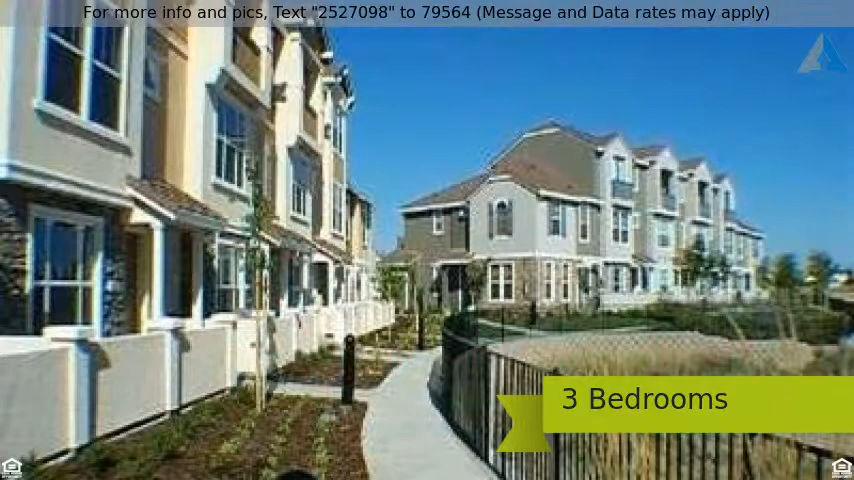 For more info and pics, Text "2527098" to 79564 (Message and Data rates may apply)
3 Bedrooms